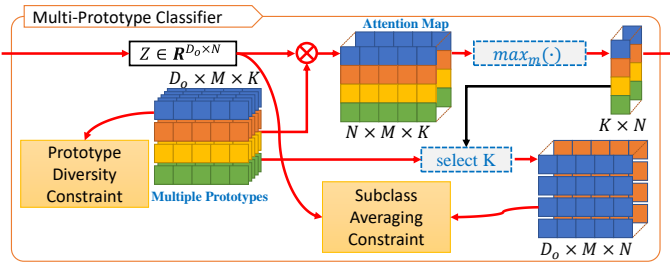 Multi-Prototype Classifier
Attention Map
Z ∈ R^{D_o×N}
max_m(·)
D_o × M × K
N × M × K
K × N
Prototype
Diversity
Constraint
Multiple Prototypes
select K
Subclass
Averaging
Constraint
D_o × M × N